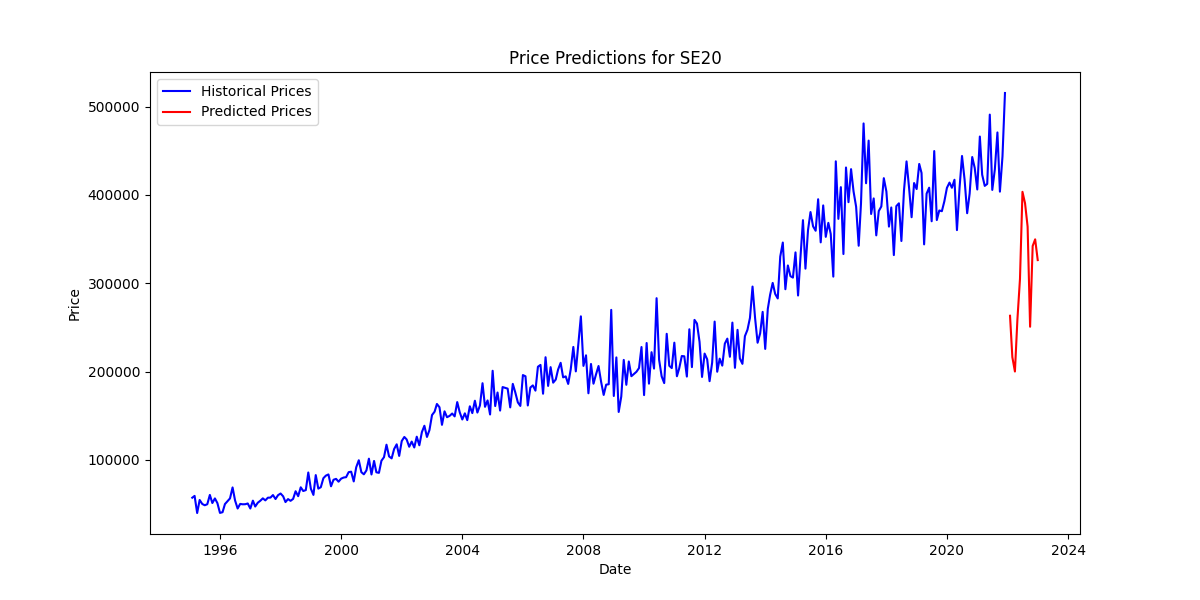 Price Predictions for SE20
Historical Prices
Predicted Prices
500000
400000
300000
200000
100000
Price
1996
2000
2004
2008
2012
2016
2020
2024
Date